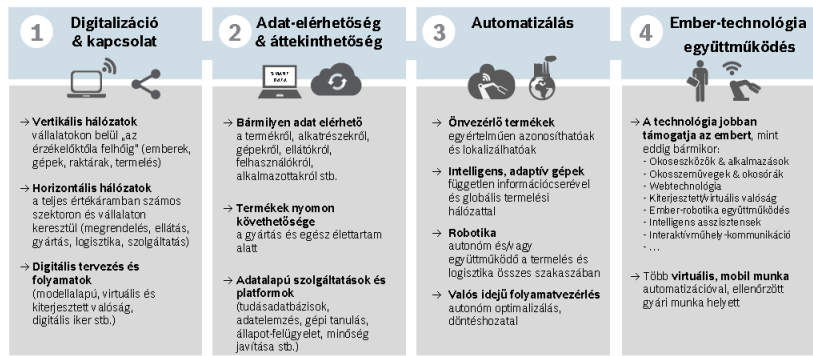 1
Digitalizáció
& kapcsolat
→ Vertikális hálózatok
vállalatokon belül „az
érzékelőktőla felhőig" (emberek,
gépek, raktárak, termelés)
→ Horizontális hálózatok
a teljes értékáramban számos
szektoron és vállalaton
keresztül (megrendelés, ellátás,
gyártás, logisztika, szolgáltatás)
→ Digitális tervezés és
folyamatok
(modellalapú, virtuális és
kiterjesztett valóság,
digitális iker stb.)
2
Adat-elérhetőség
& áttekinthetőség
→ Bármilyen adat elérhető
a termékről, alkatrészekről,
gépekről, ellátókról,
felhasználókról,
alkalmazottakról stb.
→ Termékek nyomon
követhetősége
a gyártás és egész élettartam
alatt
→ Adatalapú szolgáltatások és
platformok
(tudásadatbázisok,
adatelemzés, gépi tanulás,
állapot-felügyelet, minőség
javítása stb.)
3
Automatizálás
→ Önvezérlő termékek
egyértelműen azonosíthatóak
és lokalizálhatóak
→ Intelligens, adaptív gépek
független információcserével
és globális termelési
hálózattal
→ Robotika
autonóm és/vagy
együttműködő a termelés és
logisztika összes szakaszában
→ Valós idejű folyamatvezérlés
autonóm optimalizálás,
döntéshozatal
4
Ember-technológia
együttműködés
→ A technológia jobban
támogatja az embert, mint
eddig bármikor:
- Okoseszközök & alkalmazások
- Okosszeművegek & okosórák
- Webtechnológia
- Kiterjesztett/virtuális valóság
- Ember-robotika együttműködés
- Intelligens asszisztensek
- Interaktívműhely-kommunikáció
- ...
→ Több virtuális, mobil munka
automatizációval, ellenőrzött
gyári munka helyett